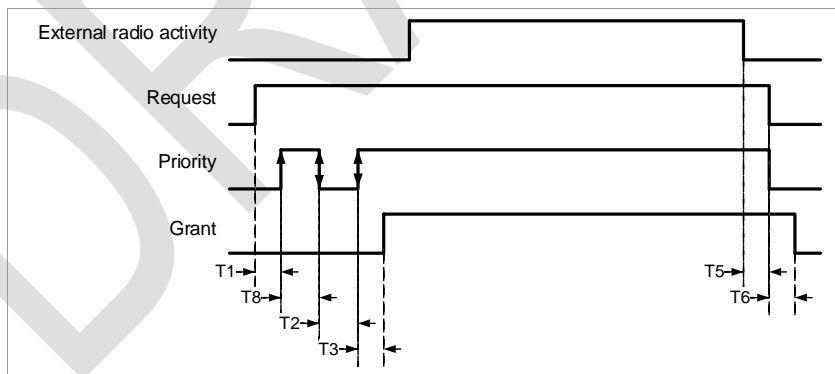 External radio activity
Request
Priority
Grant
T1
T8
T2
T3
T5
T6